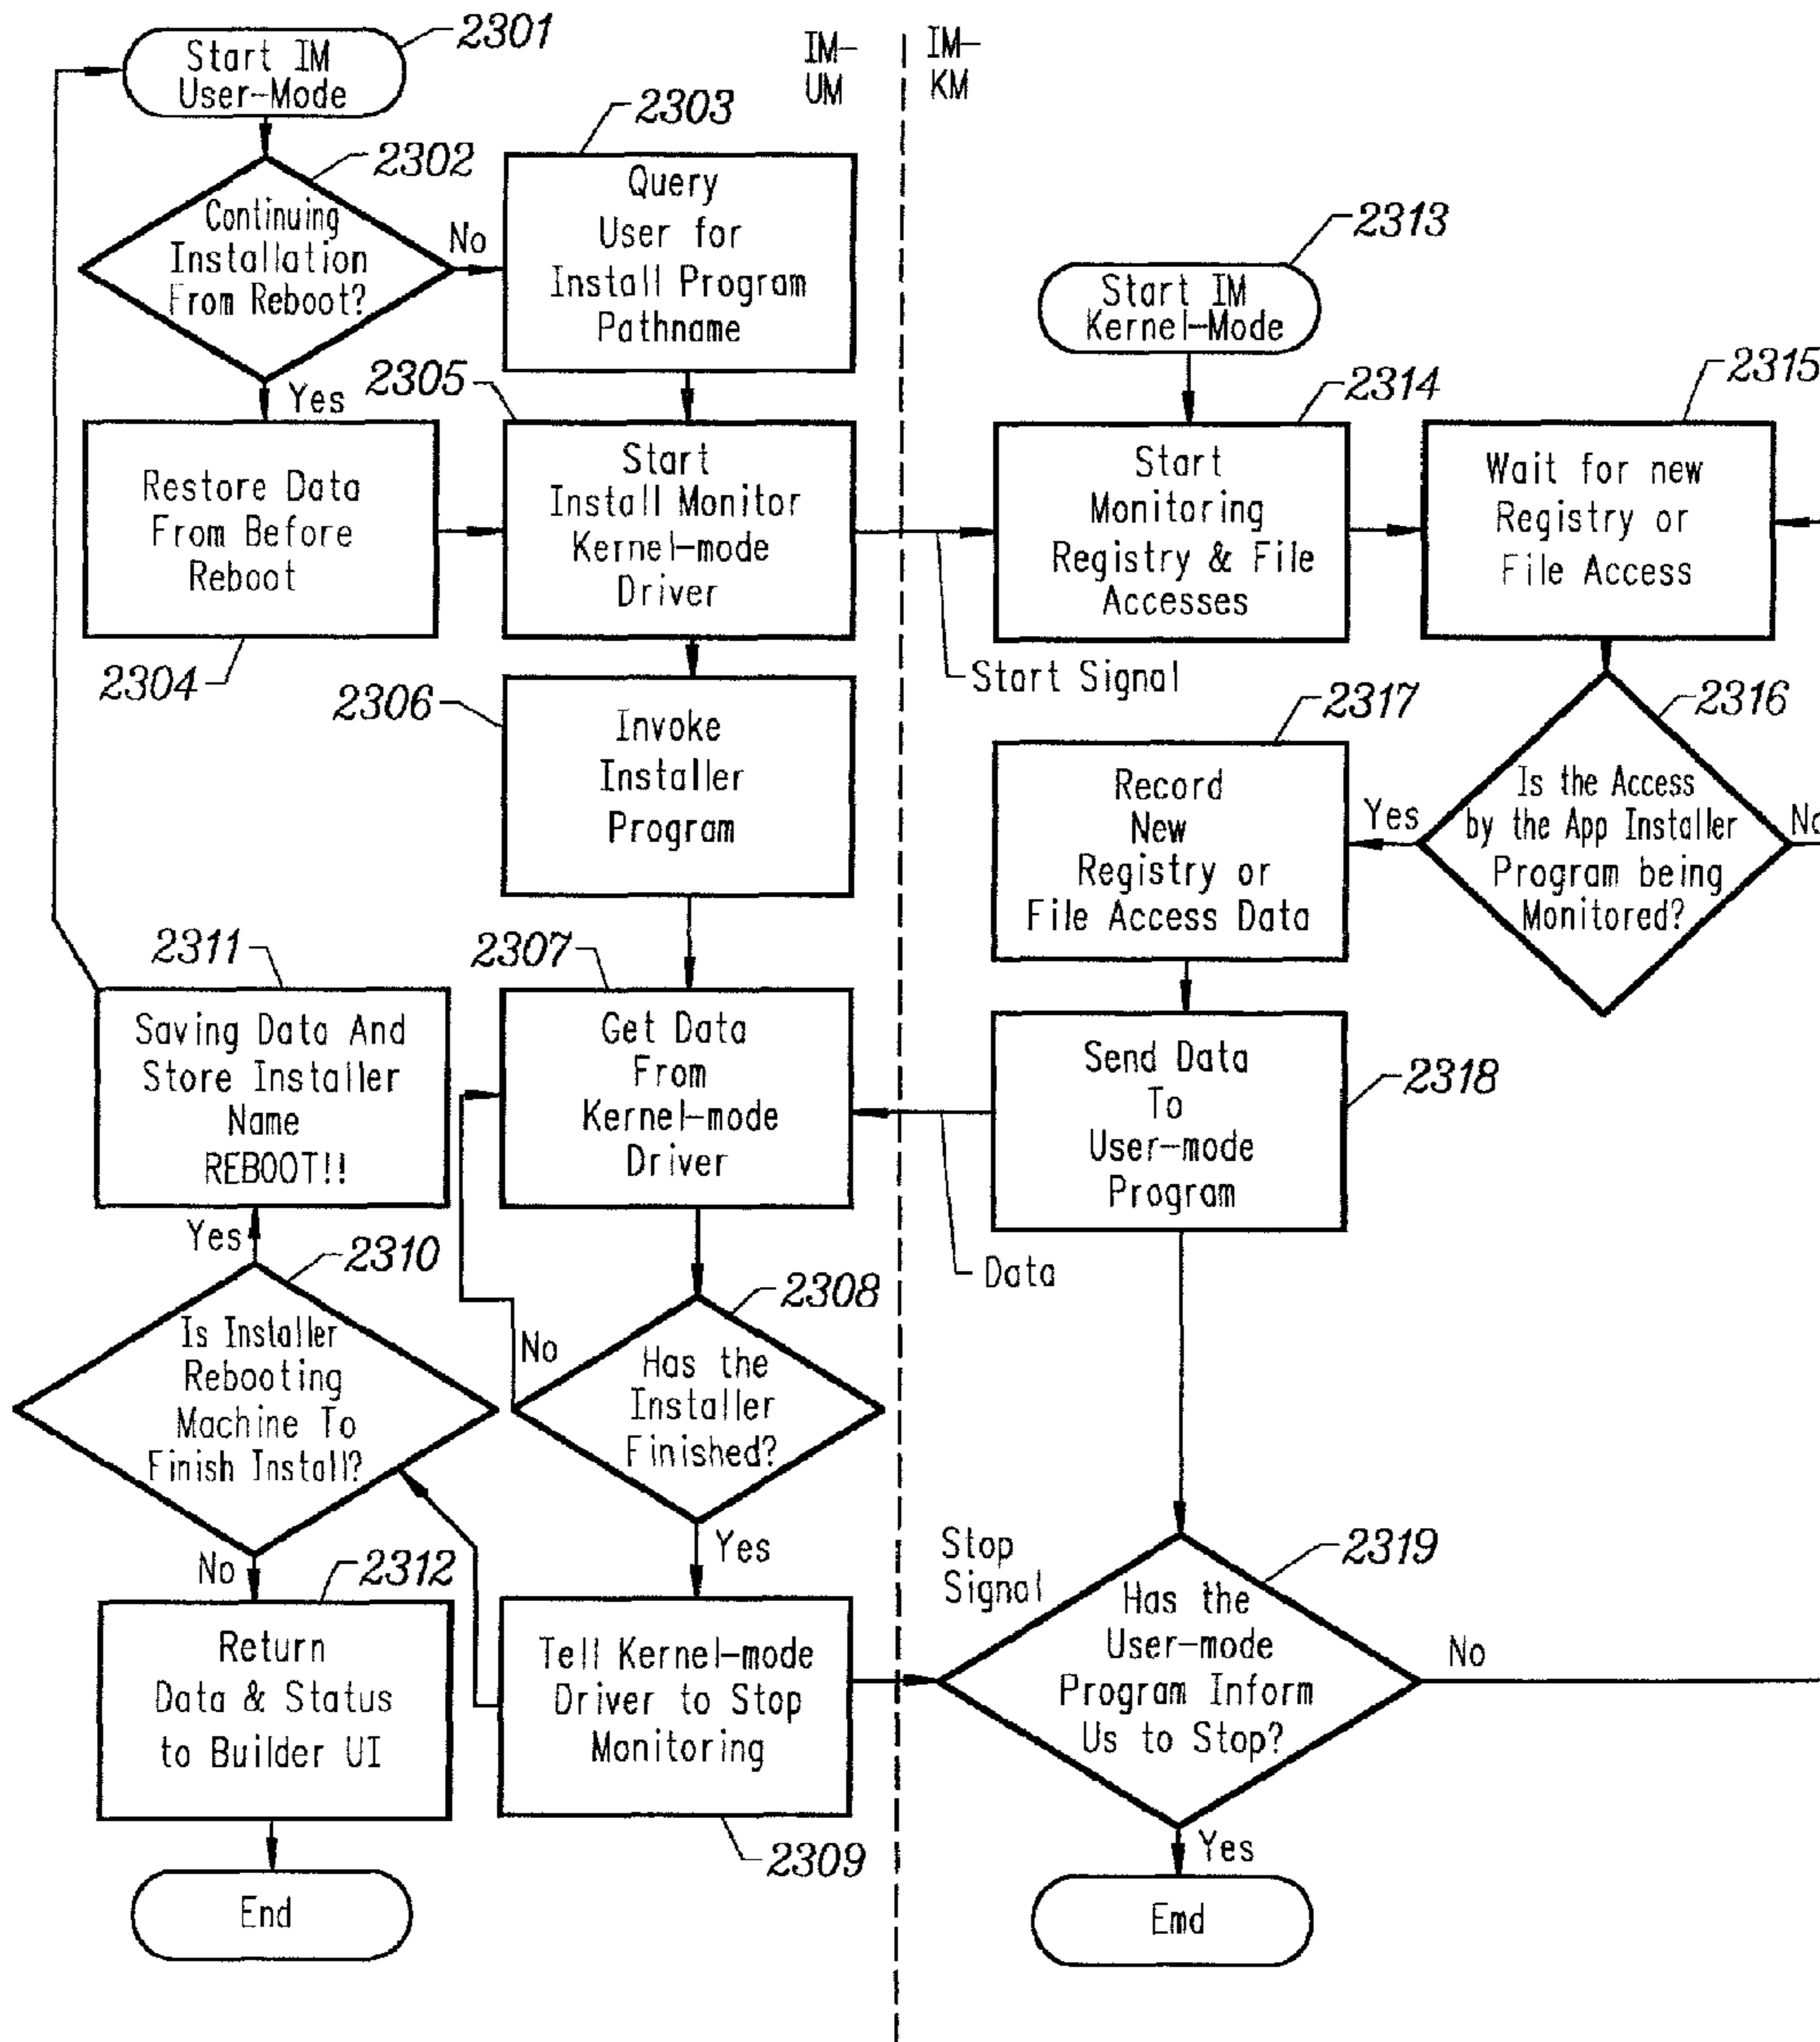 2301
Start IM
User-Mode
IM-
UM
IM-
KM
2302
Continuing
Installation
From Reboot?
No
Yes
2303
Query
User for
Install Program
Pathname
2304
Restore Data
From Before
Reboot
2305
Start
Install Monitor
Kernel-mode
Driver
Start Signal
2306
Invoke
Installer
Program
2307
Get Data
From
Kernel-mode
Driver
Data
2308
Has the
Installer
Finished?
No
Yes
2309
Tell Kernel-mode
Driver to Stop
Monitoring
2310
Is Installer
Rebooting
Machine To
Finish Install?
Yes
No
2311
Saving Data And
Store Installer
Name
REBOOT!!
2312
Return
Data & Status
to Builder UI
End
2313
Start IM
Kernel-Mode
2314
Start
Monitoring
Registry & File
Accesses
2315
Wait for new
Registry or
File Access
2316
Is the Access
by the App Installer
Program being
Monitored?
Yes
No
2317
Record
New
Registry or
File Access Data
2318
Send Data
To
User-mode
Program
Stop
Signal
2319
Has the
User-mode
Program Inform
Us to Stop?
No
Yes
Emd